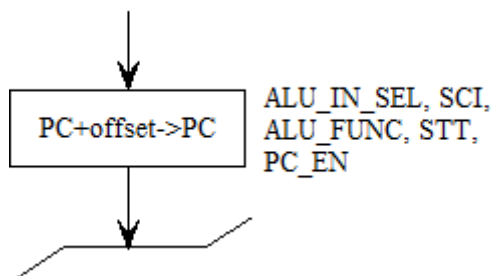 PC+offset->PC
ALU_IN_SEL, SCI,
ALU_FUNC, STT,
PC_EN